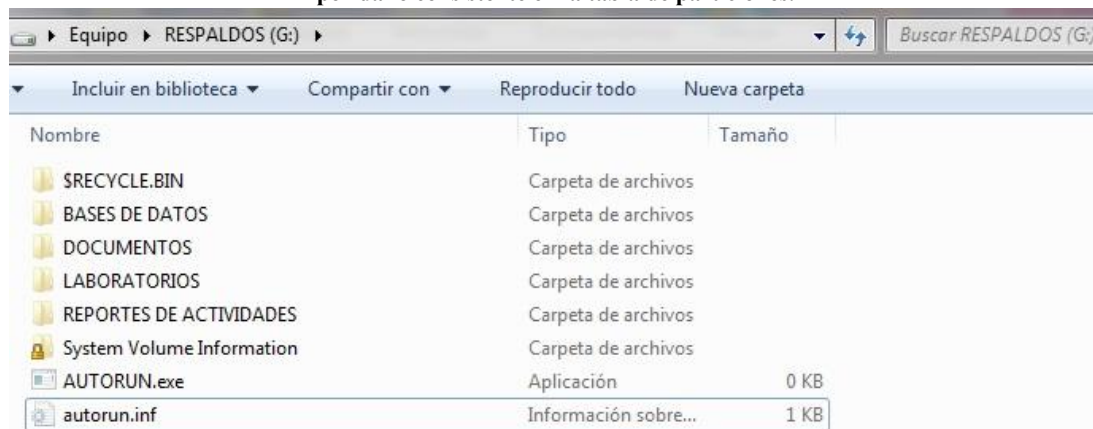 Equipo RESPALDOS (G:) Buscar RESPALDOS (G:)
Incluir en biblioteca Compartir con Reproducir todo Nueva carpeta
Nombre Tipo Tamaño
$RECYCLE.BIN Carpeta de archivos
BASES DE DATOS Carpeta de archivos
DOCUMENTOS Carpeta de archivos
LABORATORIOS Carpeta de archivos
REPORTES DE ACTIVIDADES Carpeta de archivos
System Volume Information Carpeta de archivos
AUTORUN.exe Aplicación 0 KB
autorun.inf Información sobre... 1 KB